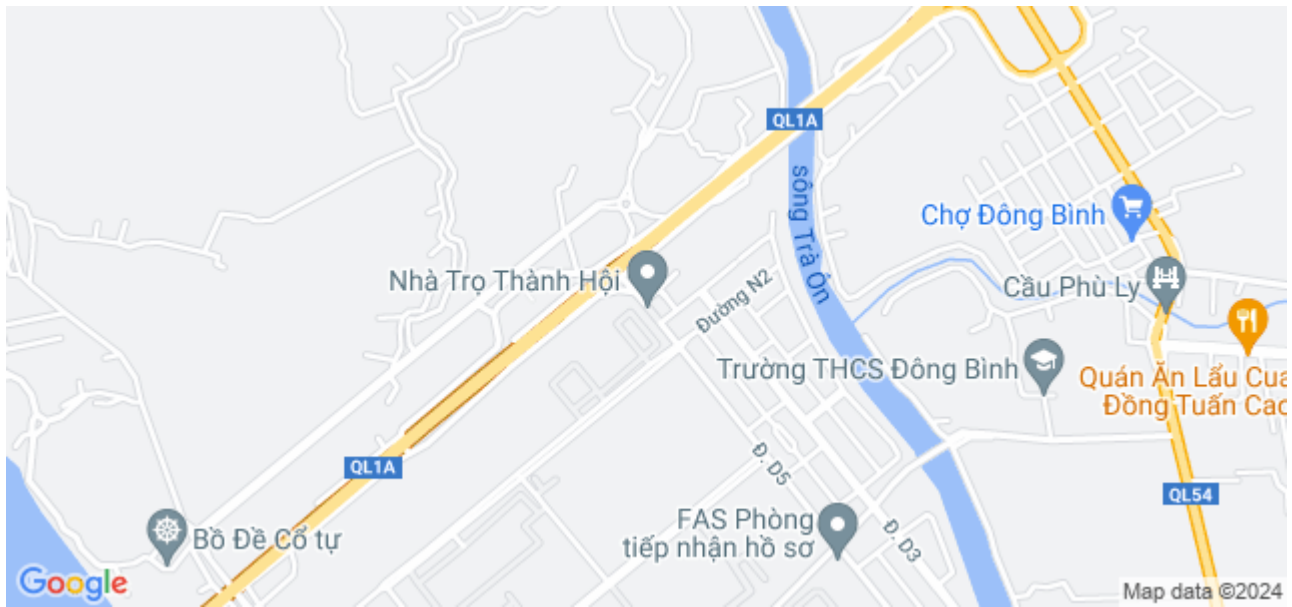 QL1A
sông Trà Ôn
Chợ Đông Bình
Nhà Trọ Thành Hội
Cầu Phù Ly
Đường N2
Trường THCS Đông Bình
Quán Ăn Lẩu Cua
Đồng Tuấn Cao
QL1A
Đ. D5
QL54
FAS Phòng
tiếp nhận hồ sơ
Đ. D3
Bồ Đề Cổ tự
Google
Map data ©2024